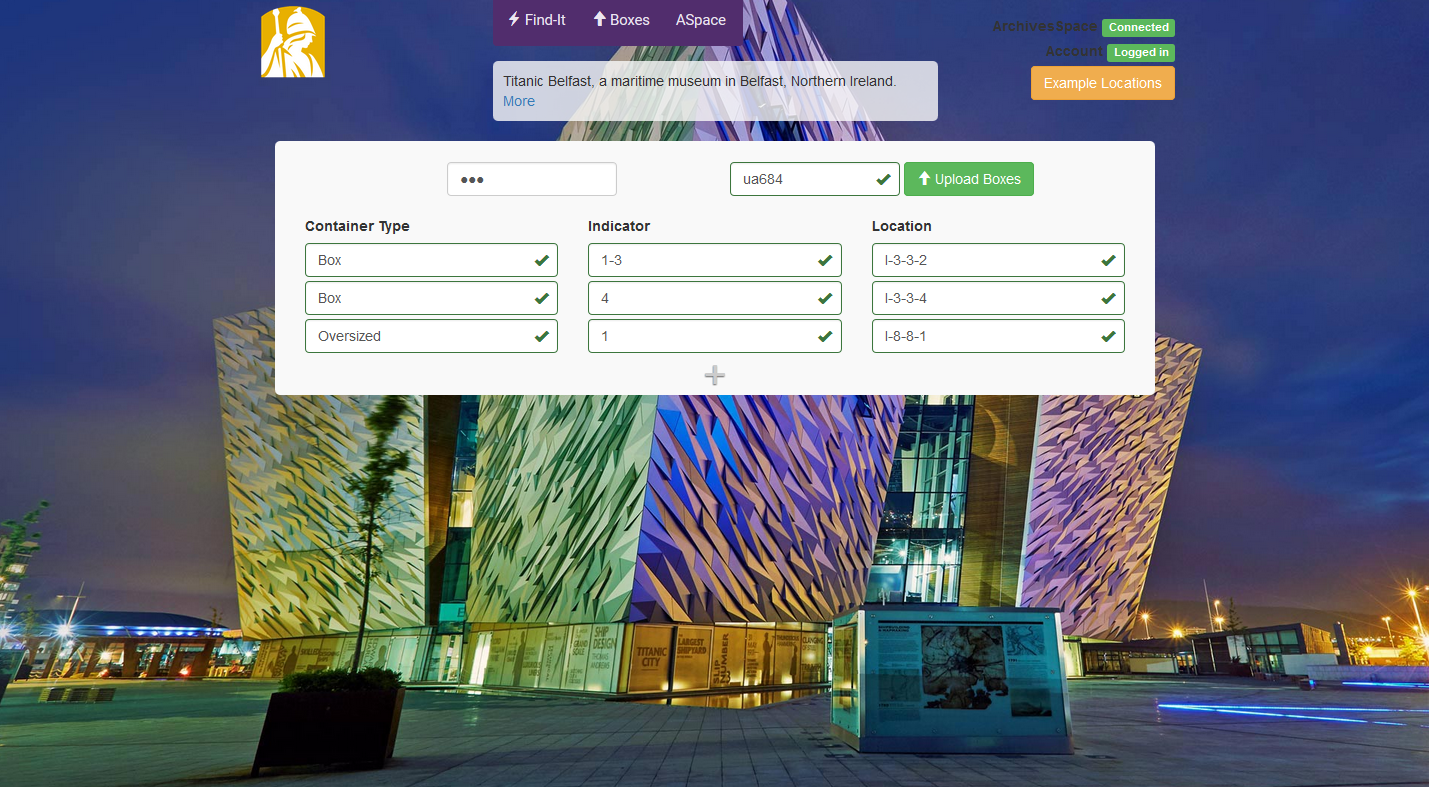 Find-It Boxes ASpace
ArchivesSpace Connected
Account Logged in
Example Locations
Titanic Belfast, a maritime museum in Belfast, Northern Ireland.
More
●●● ua684 Upload Boxes
Container Type Indicator Location
Box 1-3 I-3-3-2
Box 4 I-3-3-4
Oversized 1 I-8-8-1
SHIP
DESIGN
THOMAS
ANDREWS
TITANIC
CITY
LARGEST
SHIPYARD